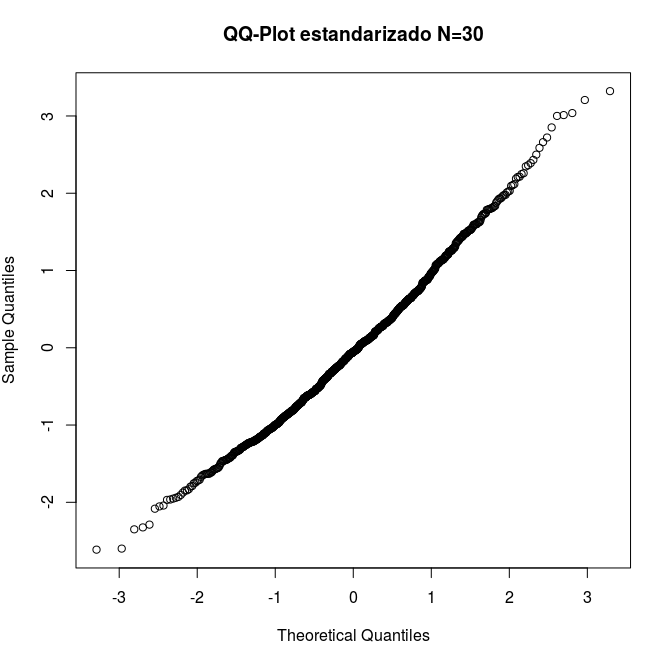 QQ-Plot estandarizado N=30
Sample Quantiles
3
2
1
0
-1
-2
-3 -2 -1 0 1 2 3
Theoretical Quantiles